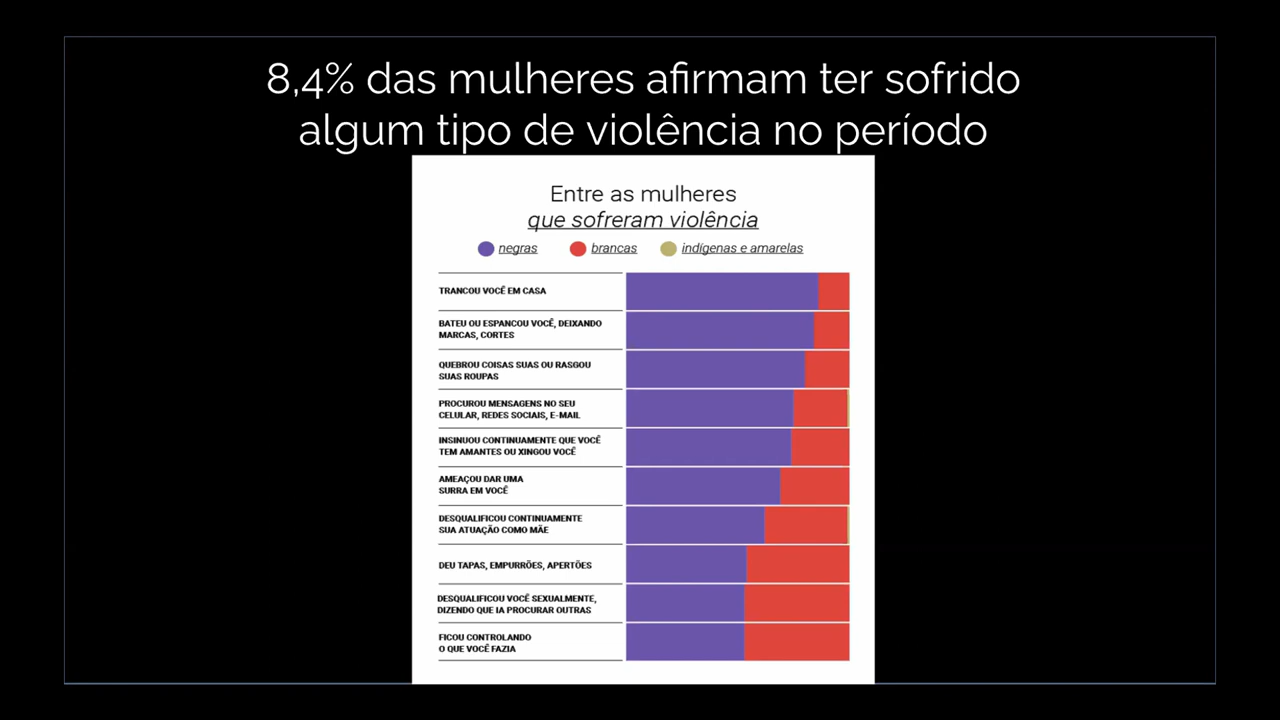 8,4% das mulheres afirmam ter sofrido
algum tipo de violência no período
Entre as mulheres
que sofreram violência
negras brancas indígenas e amarelas
TRANCOU VOCÊ EM CASA
BATEU OU ESPANCOU VOCÊ, DEIXANDO
MARCAS, CORTES
QUEBROU COISAS SUAS OU RASGOU
SUAS ROUPAS
PROCUROU MENSAGENS NO SEU
CELULAR, REDES SOCIAIS, E-MAIL
INSINUOU CONTINUAMENTE QUE VOCÊ
TEM AMANTES OU XINGOU VOCÊ
AMEAÇOU DAR UMA
SURRA EM VOCÊ
DESQUALIFICOU CONTINUAMENTE
SUA ATUAÇÃO COMO MÃE
DEU TAPAS, EMPURRÕES, APERTÕES
DESQUALIFICOU VOCÊ SEXUALMENTE,
DIZENDO QUE IA PROCURAR OUTRAS
FICOU CONTROLANDO
O QUE VOCÊ FAZIA